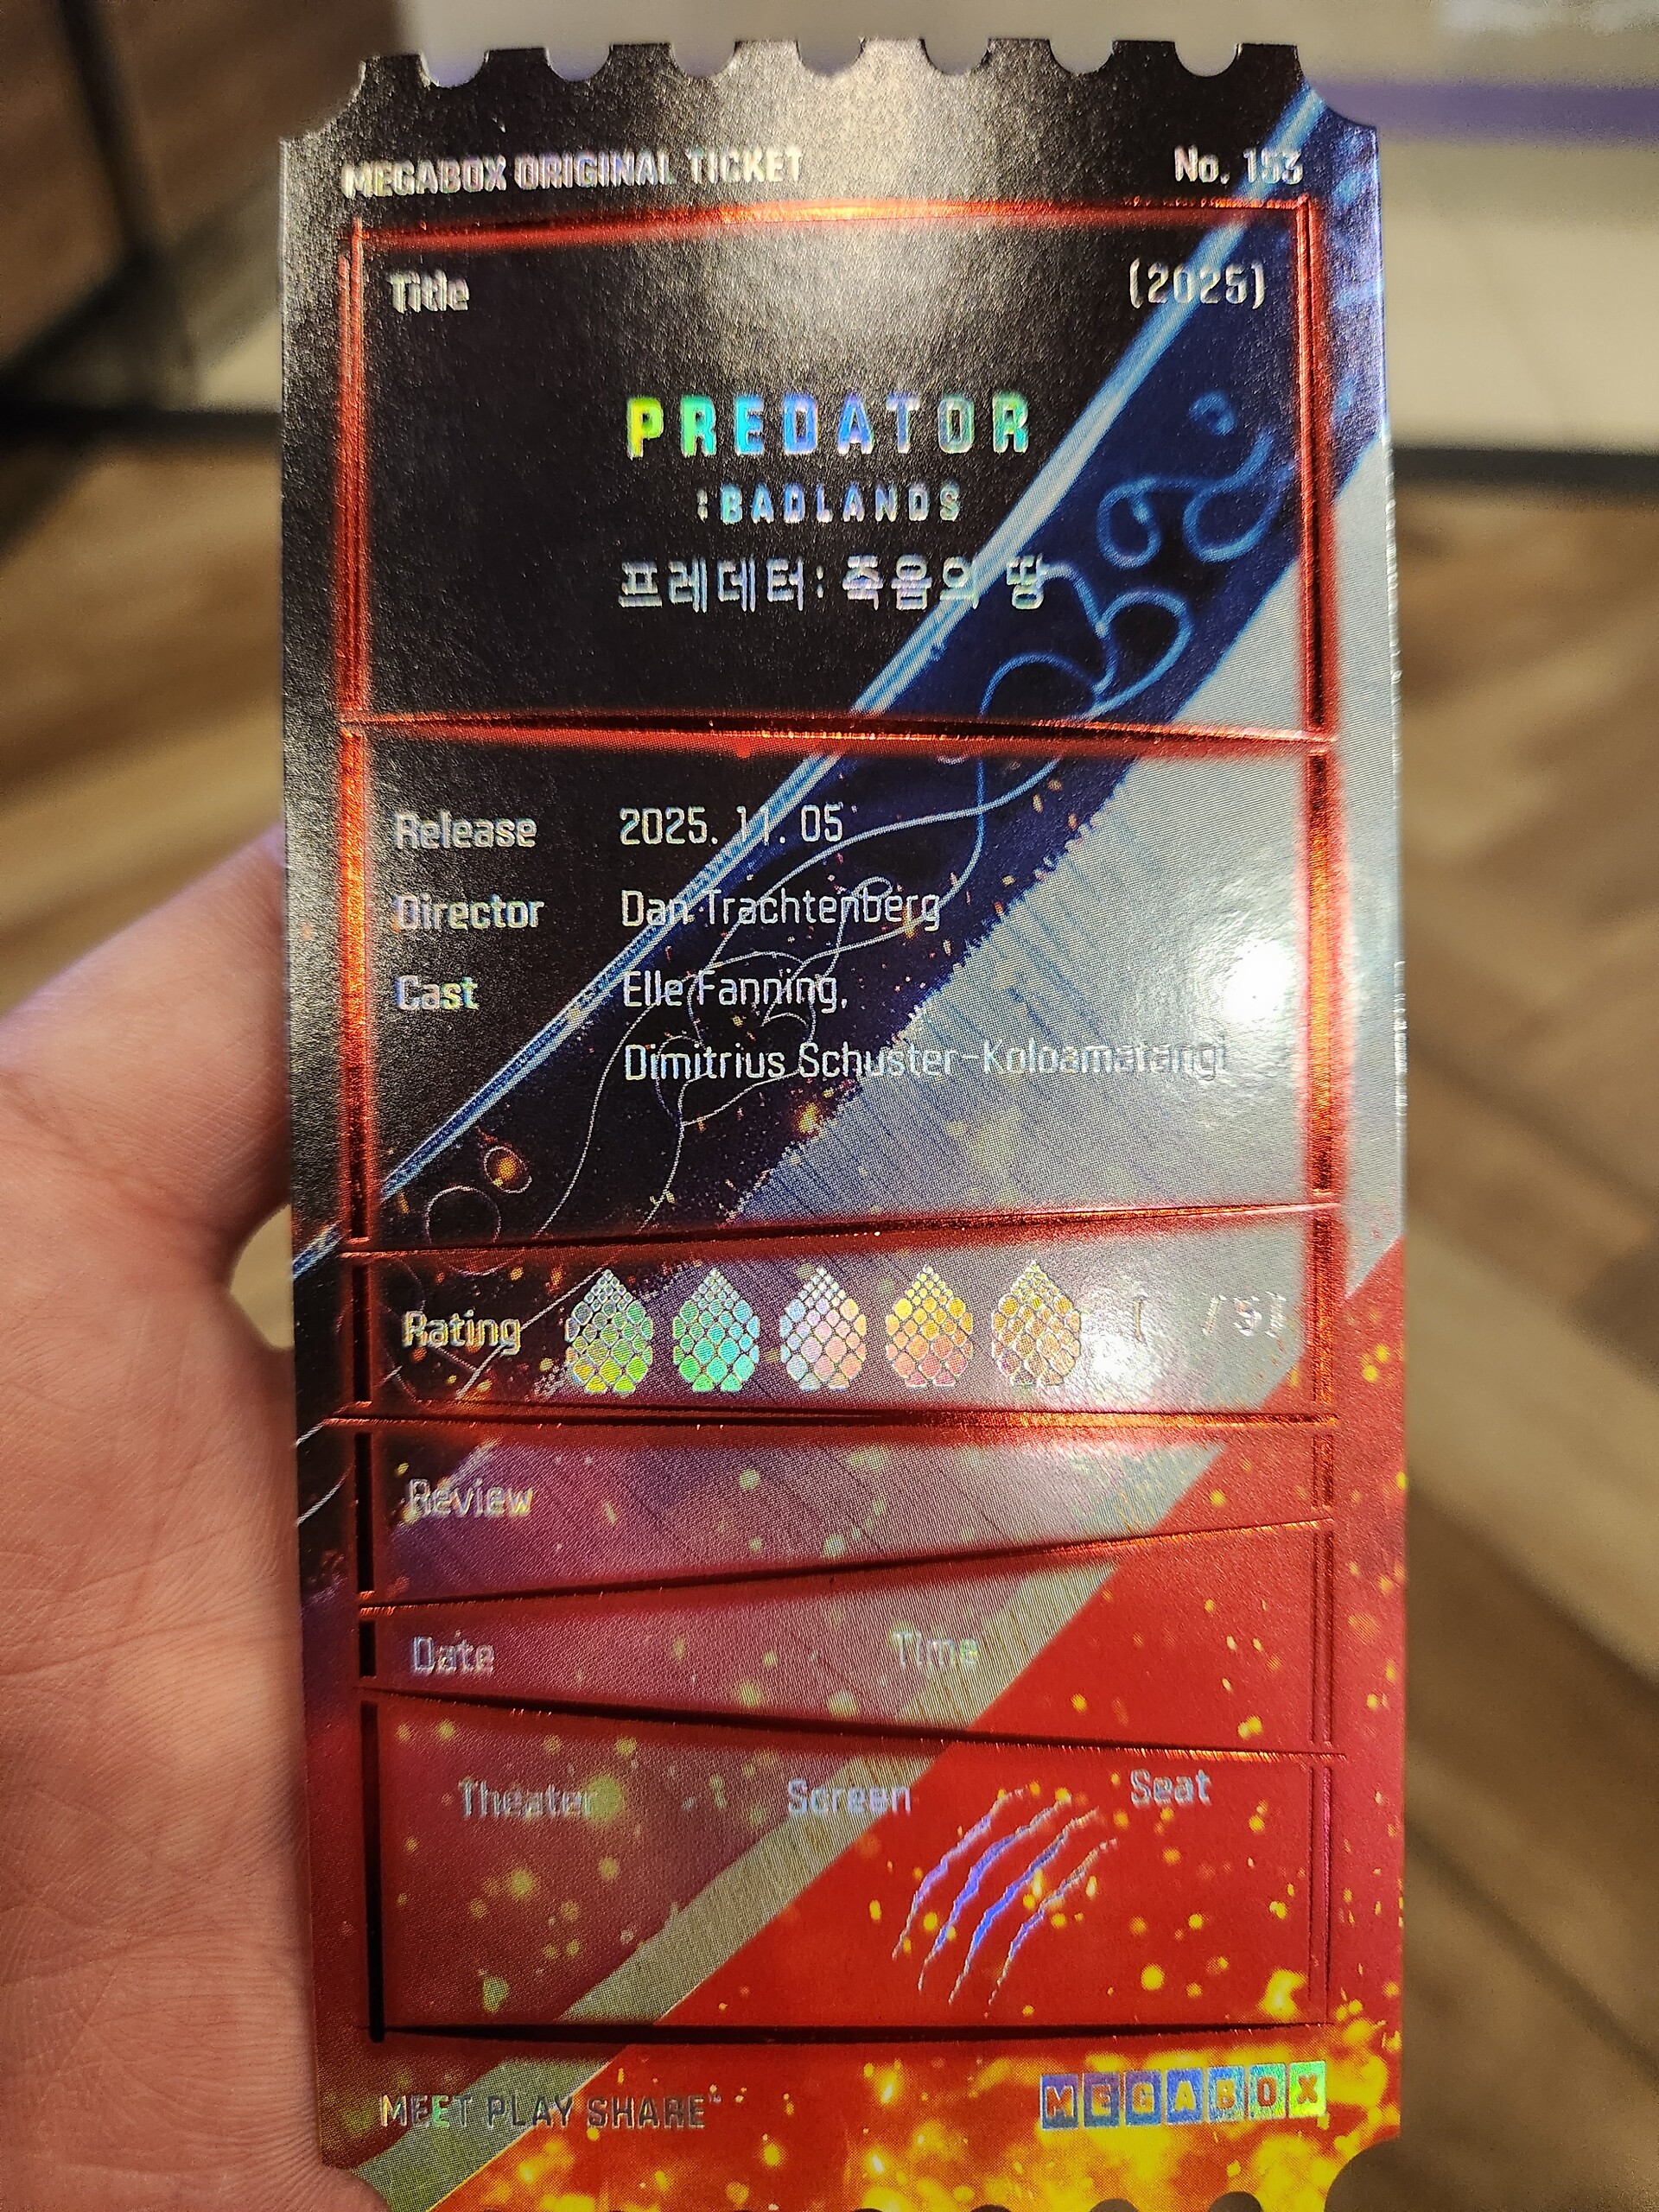 MEGABOX ORIGINAL TICKET No. 153
Title (2025)
PREDATOR
:BADLANDS
프레데터: 죽음의 땅
Release 2025. 11. 05
Director Dan Trachtenberg
Cast Elle Fanning,
Dimitrius Schuster-Koloamatangi
Rating ( /5)
Review
Date Time
Theater Screen Seat
MEET PLAY SHARE
MEGABOX